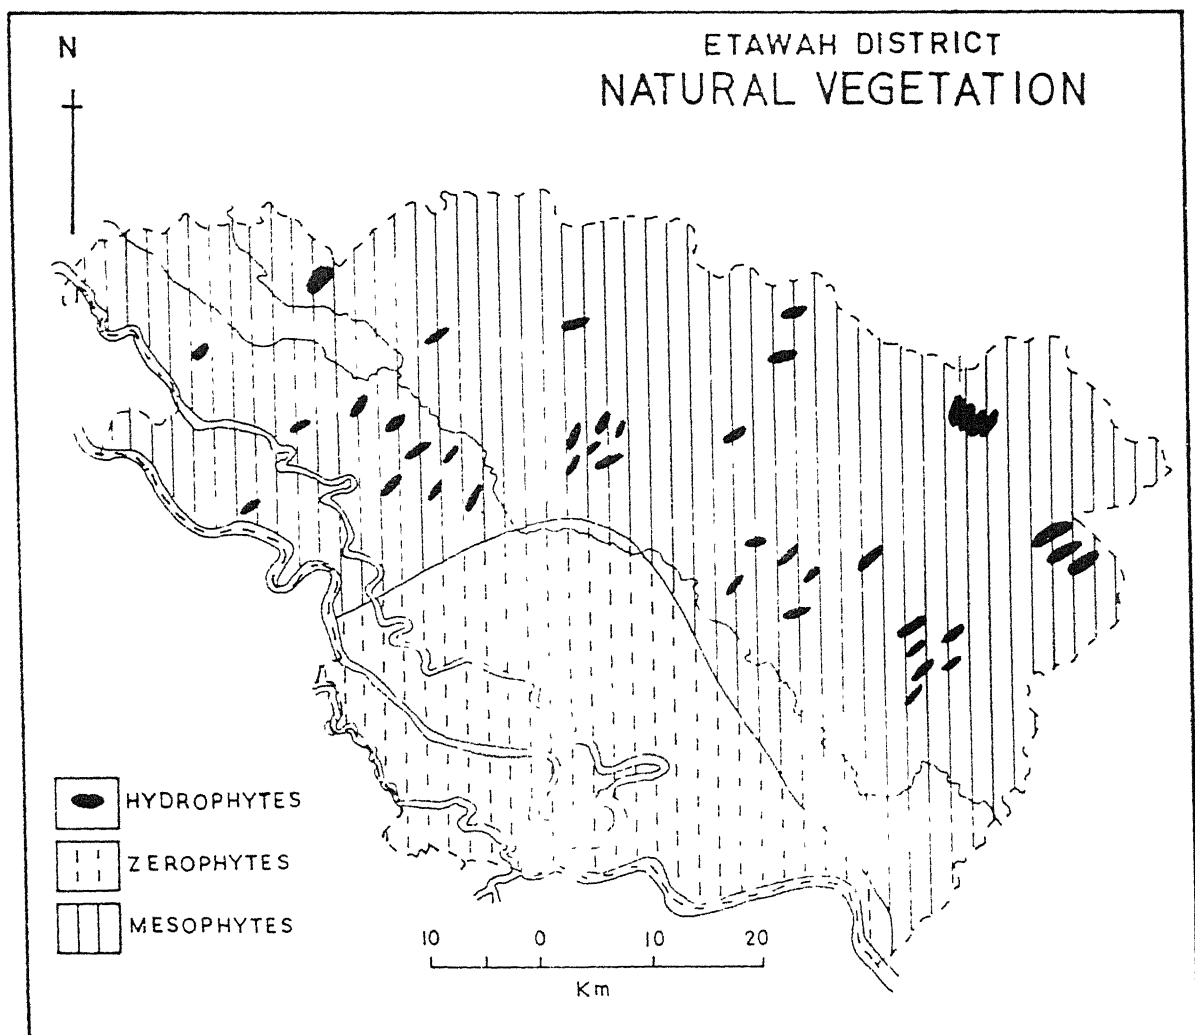 N
ETAWAH DISTRICT
NATURAL VEGETATION
HYDROPHYTES
ZEROPHYTES
MESOPHYTES
10 0 10 20
Km